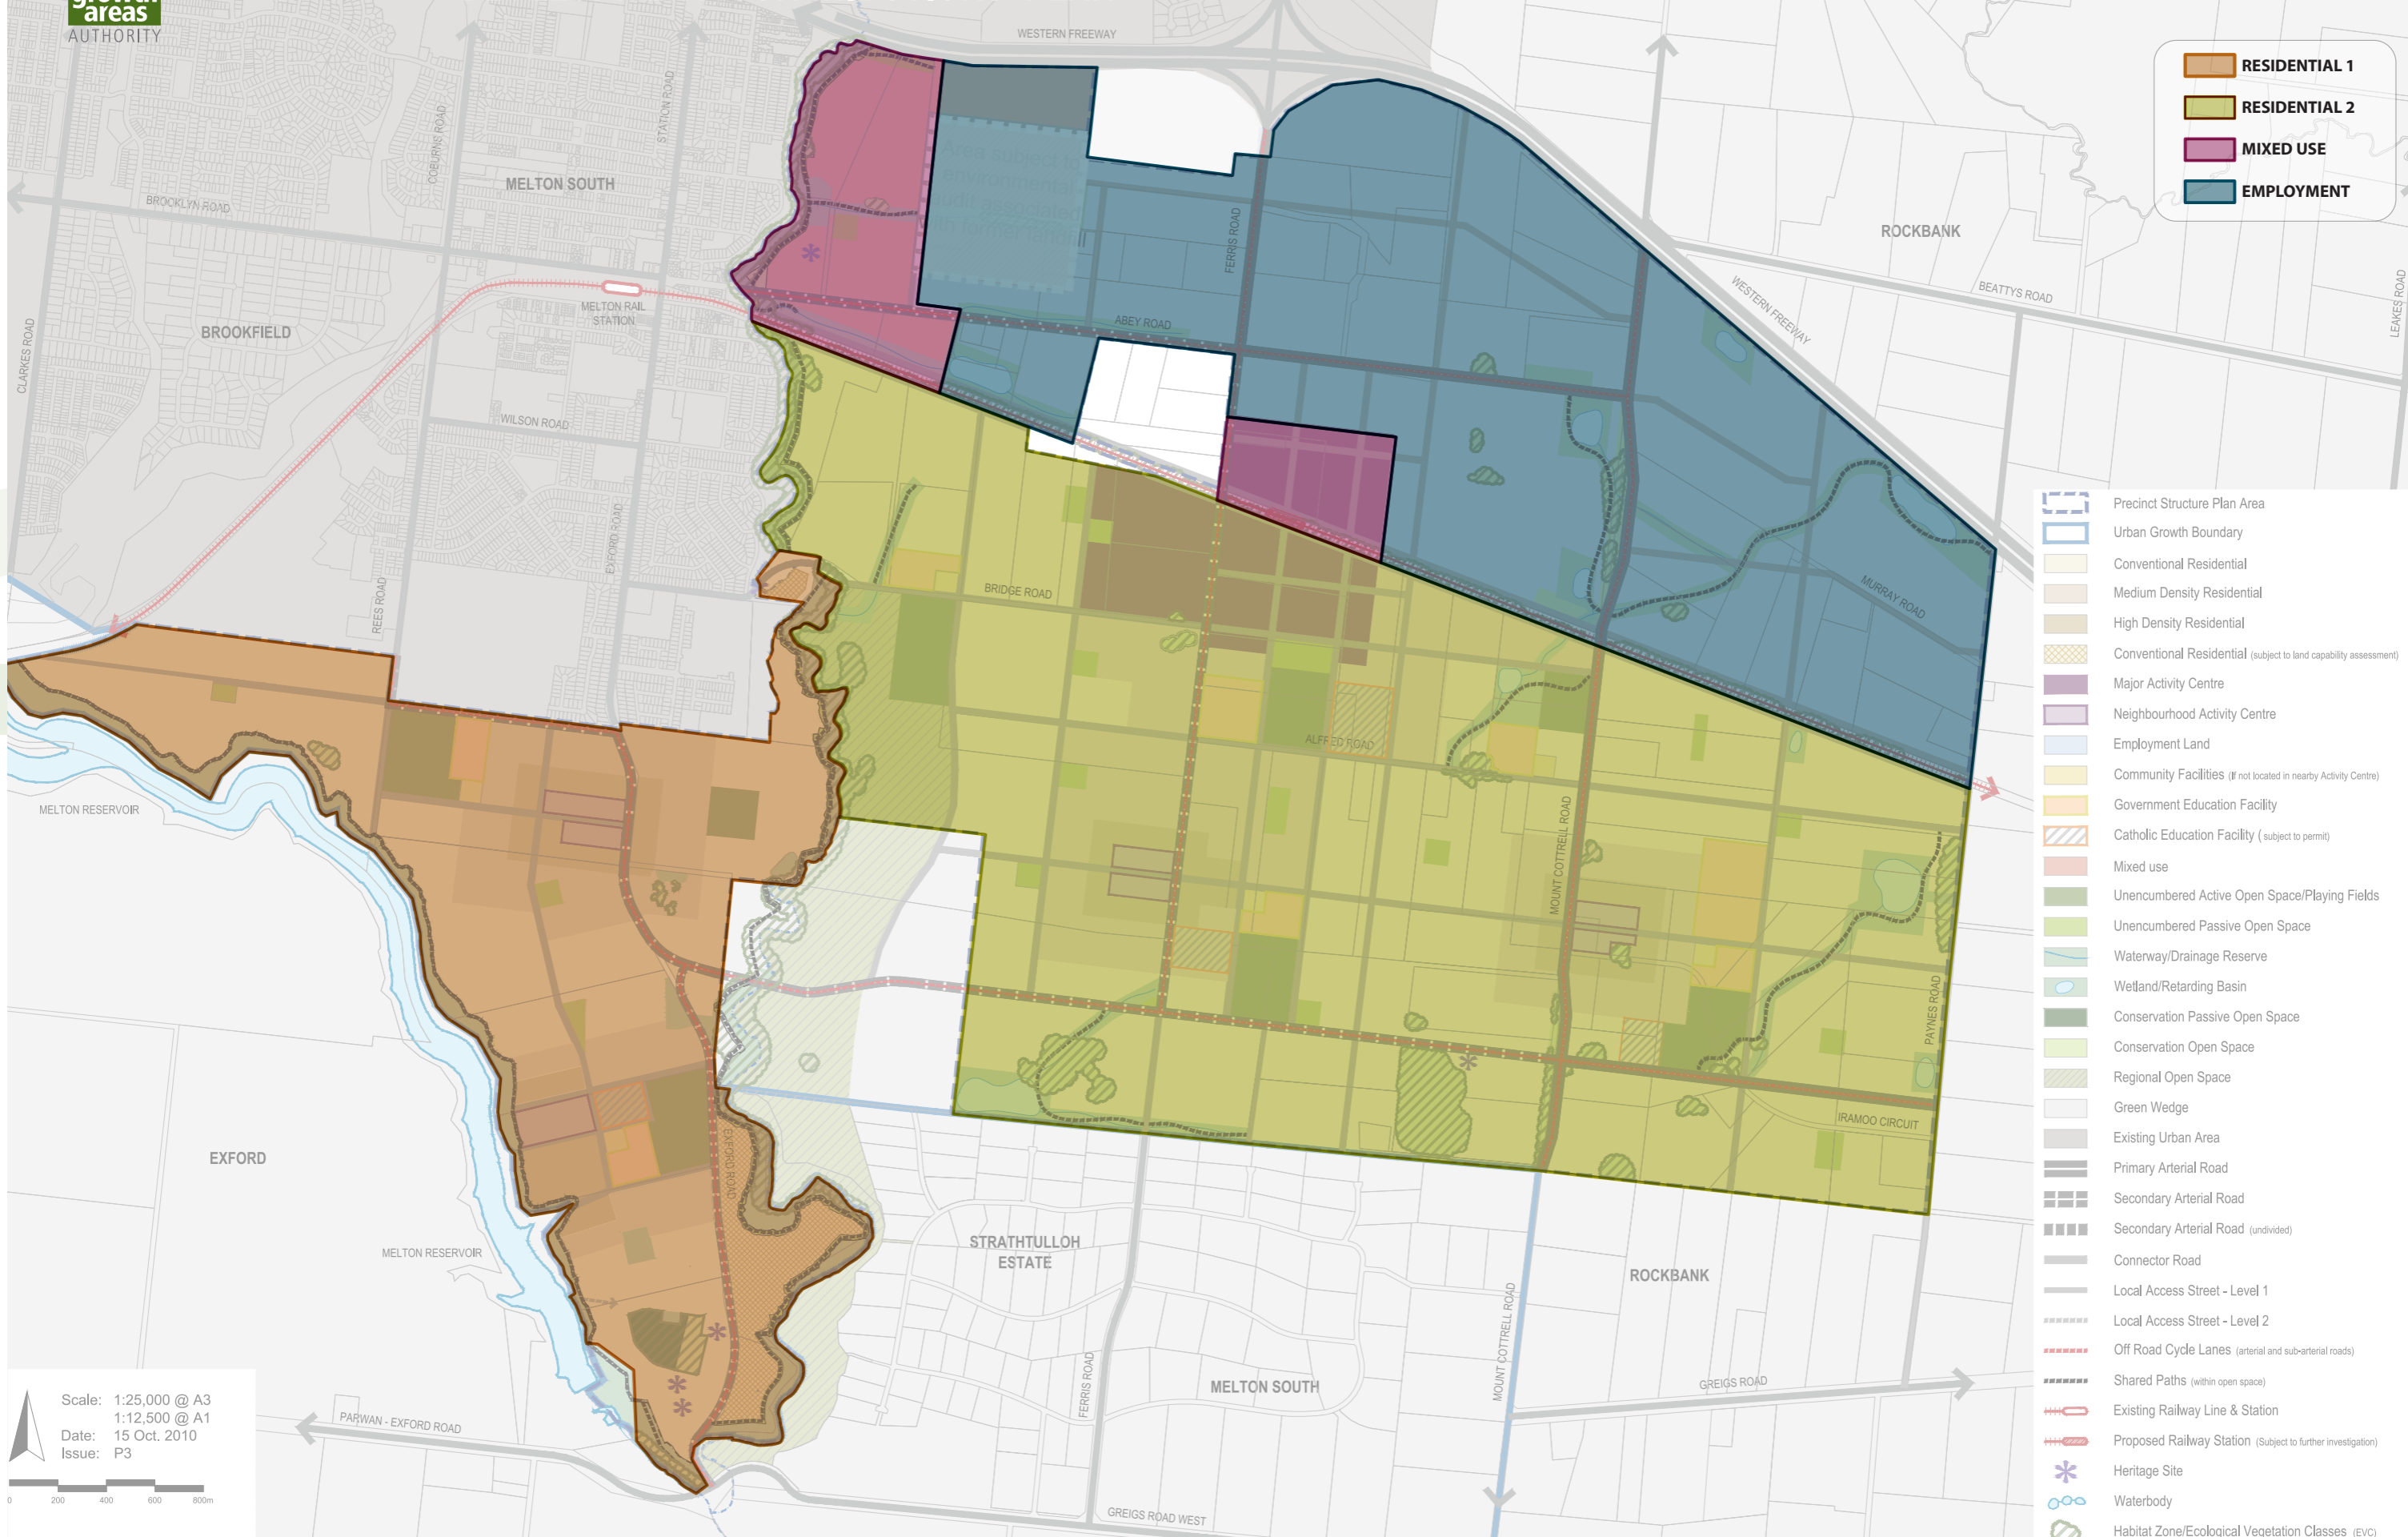 growth
areas
AUTHORITY
WESTERN FREEWAY
RESIDENTIAL 1
RESIDENTIAL 2
MIXED USE
EMPLOYMENT
COBURNS ROAD
STATION ROAD
MELTON SOUTH
BROOKLYN ROAD
Area subject to
FERRIS ROAD
ROCKBANK
BEATTYS ROAD
LEAKES ROAD
WESTERN FREEWAY
MELTON RAIL
STATION
ABEY ROAD
BROOKFIELD
CLARKES ROAD
WILSON ROAD
EXFORD ROAD
REES ROAD
BRIDGE ROAD
MURRAY ROAD
ALFRED ROAD
MELTON RESERVOIR
MOUNT COTTRELL ROAD
PAYNES ROAD
IRAMOO CIRCUIT
EXFORD
EXFORD ROAD
MELTON RESERVOIR
STRATHTULLOH
ESTATE
ROCKBANK
MELTON SOUTH
FERRIS ROAD
MOUNT COTTRELL ROAD
GREIGS ROAD
PARWAN - EXFORD ROAD
GREIGS ROAD WEST
Scale: 1:25,000 @ A3
1:12,500 @ A1
Date: 15 Oct. 2010
Issue: P3
0 200 400 600 800m
Precinct Structure Plan Area
Urban Growth Boundary
Conventional Residential
Medium Density Residential
High Density Residential
Conventional Residential (subject to land capability assessment)
Major Activity Centre
Neighbourhood Activity Centre
Employment Land
Community Facilities (If not located in nearby Activity Centre)
Government Education Facility
Catholic Education Facility ( subject to permit)
Mixed use
Unencumbered Active Open Space/Playing Fields
Unencumbered Passive Open Space
Waterway/Drainage Reserve
Wetland/Retarding Basin
Conservation Passive Open Space
Conservation Open Space
Regional Open Space
Green Wedge
Existing Urban Area
Primary Arterial Road
Secondary Arterial Road
Secondary Arterial Road (undivided)
Connector Road
Local Access Street - Level 1
Local Access Street - Level 2
Off Road Cycle Lanes (arterial and sub-arterial roads)
Shared Paths (within open space)
Existing Railway Line & Station
Proposed Railway Station (Subject to further investigation)
Heritage Site
Waterbody
Habitat Zone/Ecological Vegetation Classes (EVC)